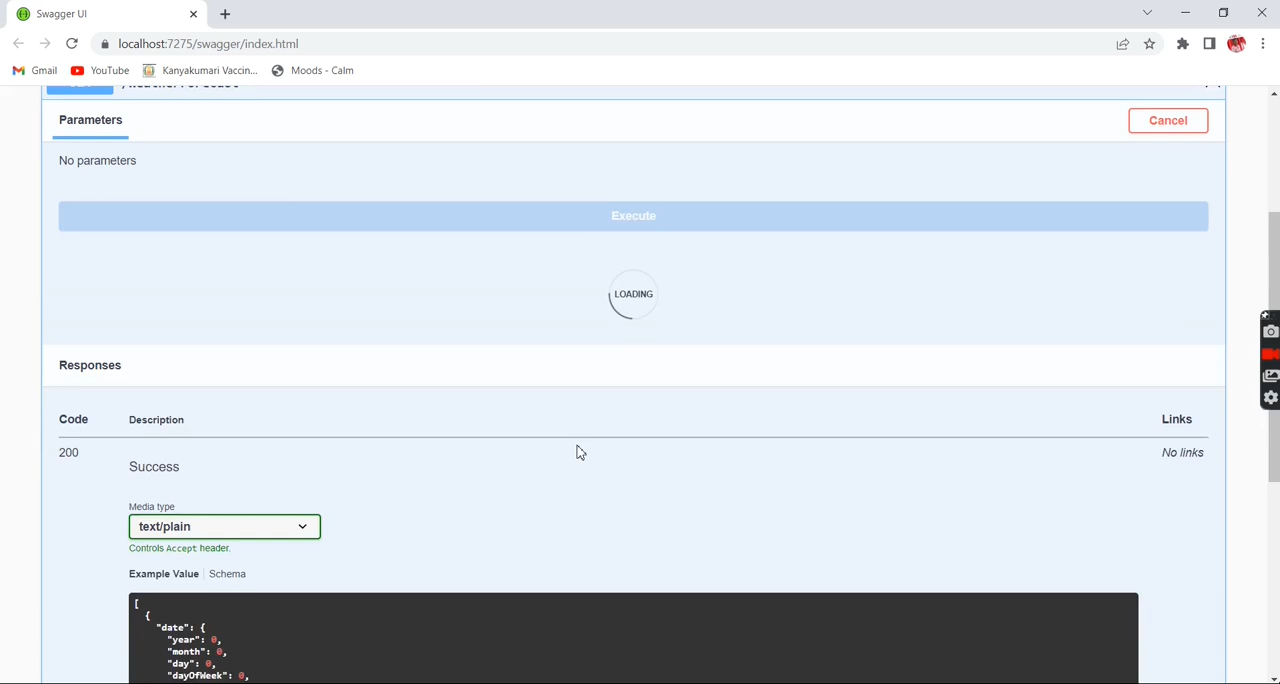 Swagger UI
localhost:7275/swagger/index.html
Gmail YouTube Kanyakumari Vaccin... Moods - Calm
Parameters Cancel
No parameters
Execute
LOADING
Responses
Code Description Links
200 Success No links
Media type
text/plain
Controls Accept header.
Example Value Schema
[
{
"date": {
"year": 0,
"month": 0,
"day": 0,
"dayOfWeek": 0,